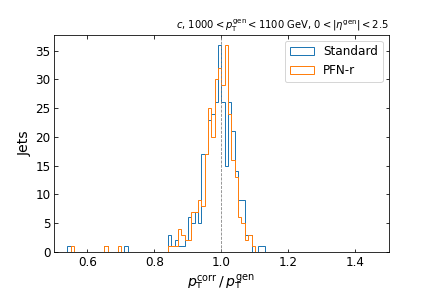 c, 1000 < p_T^gen < 1100 GeV, 0 < |η^gen| < 2.5
35
30
25
20
15
10
5
0
Jets
Standard
PFN-r
0.6 0.8 1.0 1.2 1.4
p_T^corr / p_T^gen